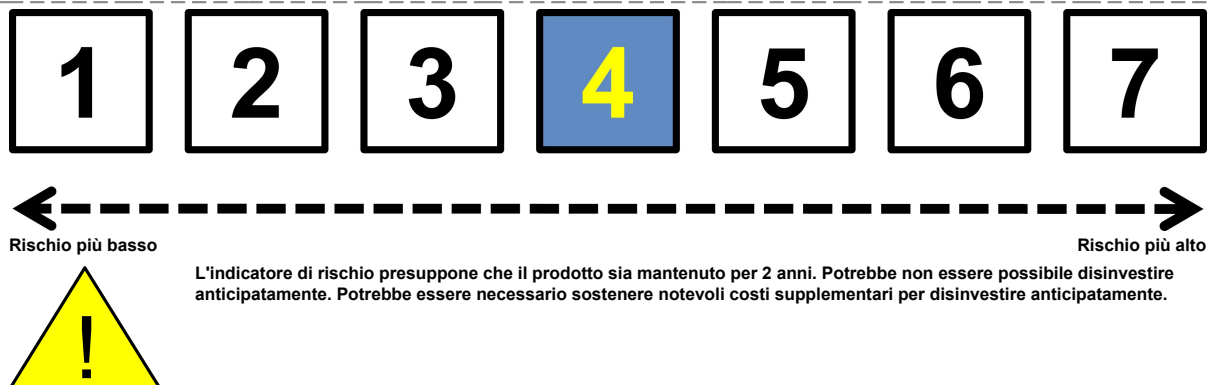 1 2 3 4 5 6 7
Rischio più basso Rischio più alto
L'indicatore di rischio presuppone che il prodotto sia mantenuto per 2 anni. Potrebbe non essere possibile disinvestire
anticipatamente. Potrebbe essere necessario sostenere notevoli costi supplementari per disinvestire anticipatamente.
!